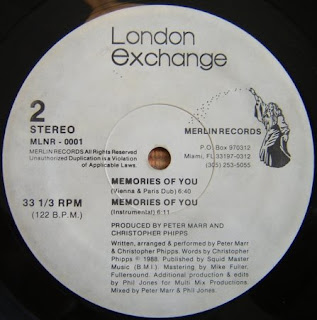 London
exchange
2
STEREO
MLNR - 0001
MERLIN RECORDS All Rights Reserved
Unauthorized Duplication is a Violation
of Applicable Laws.
MERLIN RECORDS
P.O. Box 970312
Miami, FL 33197-0312
(305) 253-5055
33 1/3 RPM
(122 B.P.M.)
MEMORIES OF YOU
(Vienna & Paris Dub) 6:40
MEMORIES OF YOU
(Instrumental) 6:11
PRODUCED BY PETER MARR AND
CHRISTOPHER PHIPPS
Written, arranged & performed by Peter Marr
& Christopher Phipps. Words by Christopher
Phipps © 1988. Published by Squid Master
Music (B.M.I.). Mastering by Mike Fuller,
Fullersound. Additional production & edits by
Phil Jones for Multi Mix Productions.
Mixed by Peter Marr & Phil Jones.